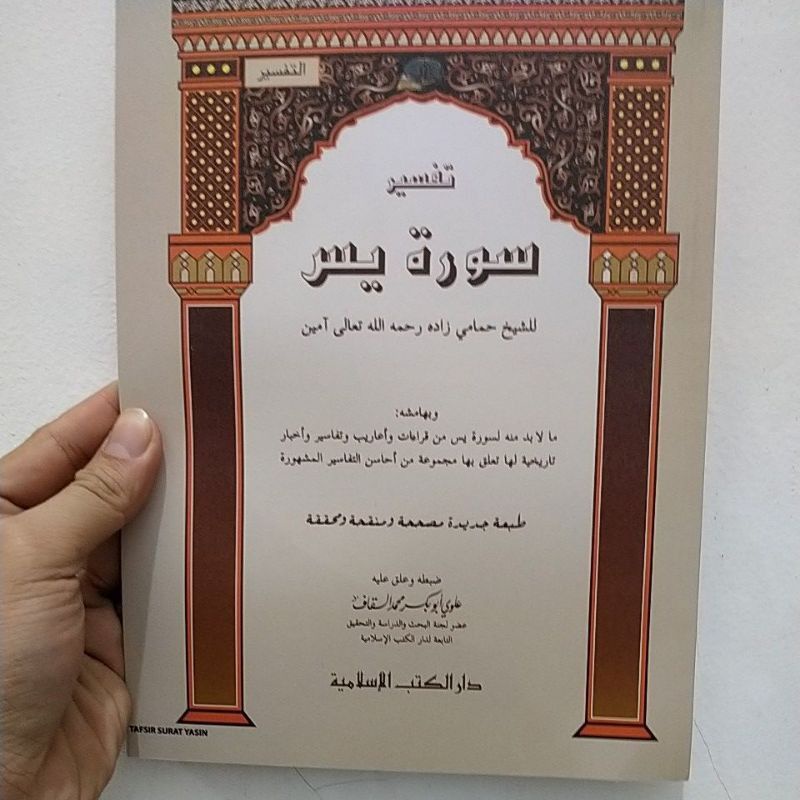 التفسير
تفسير
سورة يس
للشيخ حمامي زاده رحمه الله تعالى آمين
وبهامشه:
ما لا بد منه لسورة يس من قراءات وأعاريب وتفاسير وأخبار
تاريخية لها تعلق بها مجموعة من أحاسن التفاسير المشهورة
طبعة جديدة مصححة ومنقحة ومحققة
ضبطه وعلق عليه
علوي أبو بكر محمد السقاف
عضو لجنة البحث والدراسة والتحقيق
التابعة لدار الكتب الإسلامية
دار الكتب الإسلامية
TAFSIR SURAT YASIN